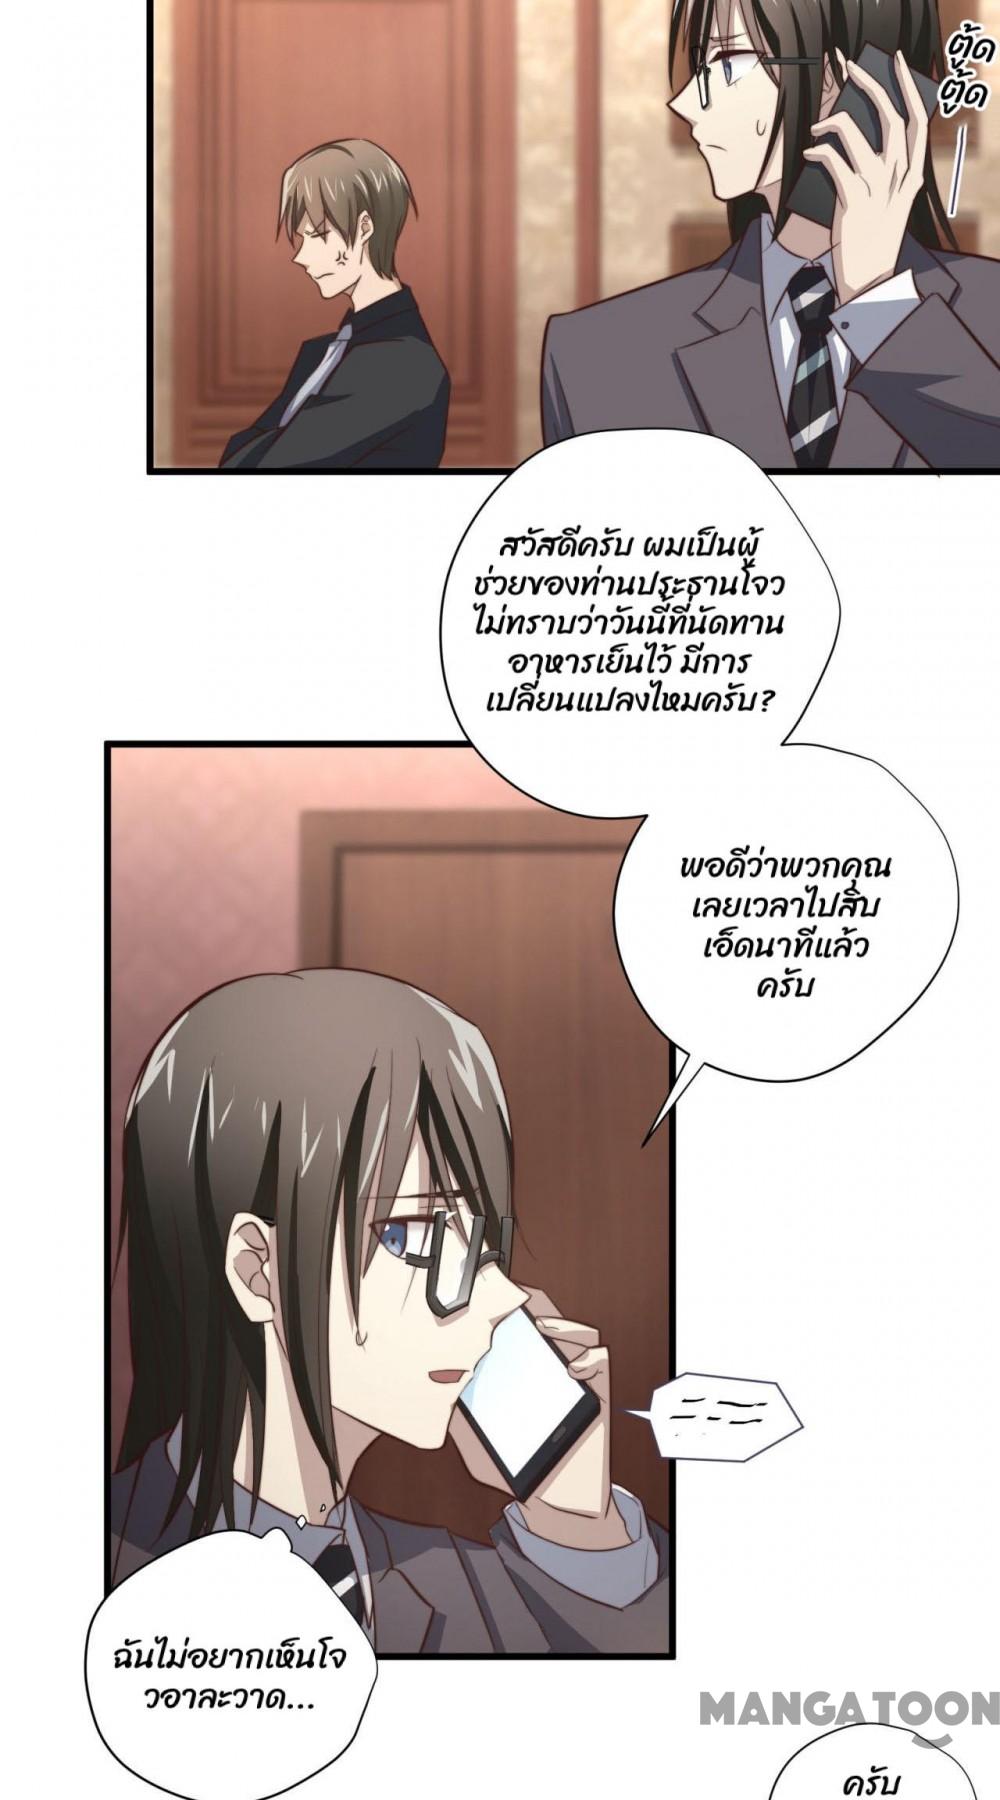 ตู้ด
ตู้ด
สวัสดีครับ ผมเป็นผู้
ช่วยของท่านประธานโจว
ไม่ทราบว่าวันนี้ที่นัดทาน
อาหารเย็นไว้ มีการ
เปลี่ยนแปลงไหมครับ?
พอดีว่าพวกคุณ
เลยเวลาไปสิบ
เอ็ดนาทีแล้ว
ครับ
ฉันไม่อยากเห็นโจ
วอาละวาด...
MANGATOON
ครับ